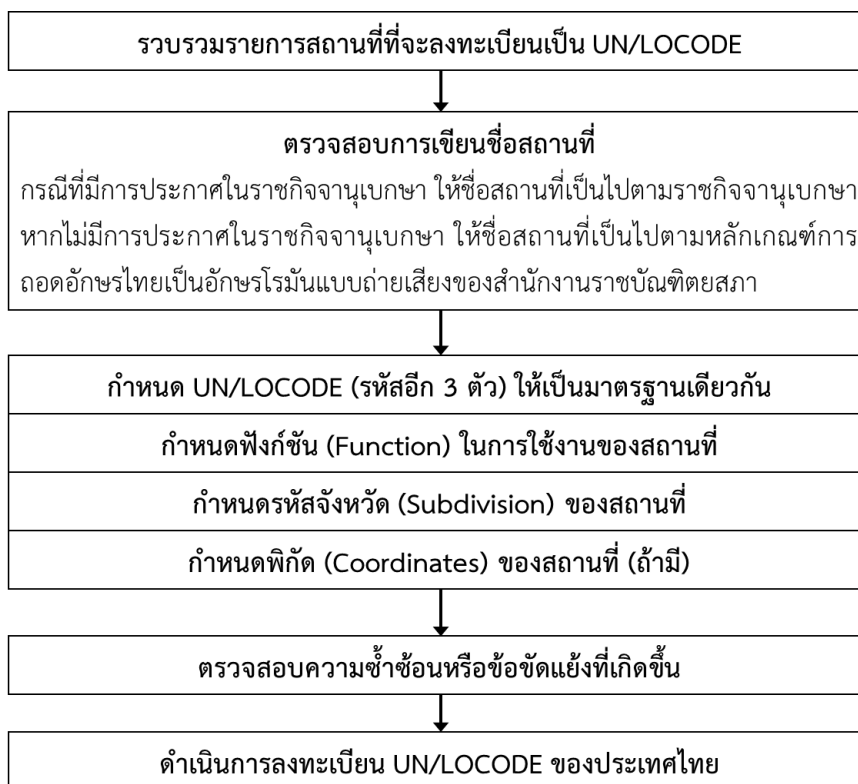 รวบรวมรายการสถานที่ที่จะลงทะเบียนเป็น UN/LOCODE
ตรวจสอบการเขียนชื่อสถานที่
กรณีที่มีการประกาศในราชกิจจานุเบกษา ให้ชื่อสถานที่เป็นไปตามราชกิจจานุเบกษา
หากไม่มีการประกาศในราชกิจจานุเบกษา ให้ชื่อสถานที่เป็นไปตามหลักเกณฑ์การ
ถอดอักษรไทยเป็นอักษรโรมันแบบถ่ายเสียงของสำนักงานราชบัณฑิตยสภา
กำหนด UN/LOCODE (รหัสอีก 3 ตัว) ให้เป็นมาตรฐานเดียวกัน
กำหนดฟังก์ชัน (Function) ในการใช้งานของสถานที่
กำหนดรหัสจังหวัด (Subdivision) ของสถานที่
กำหนดพิกัด (Coordinates) ของสถานที่ (ถ้ามี)
ตรวจสอบความซ้ำซ้อนหรือข้อขัดแย้งที่เกิดขึ้น
ดำเนินการลงทะเบียน UN/LOCODE ของประเทศไทย